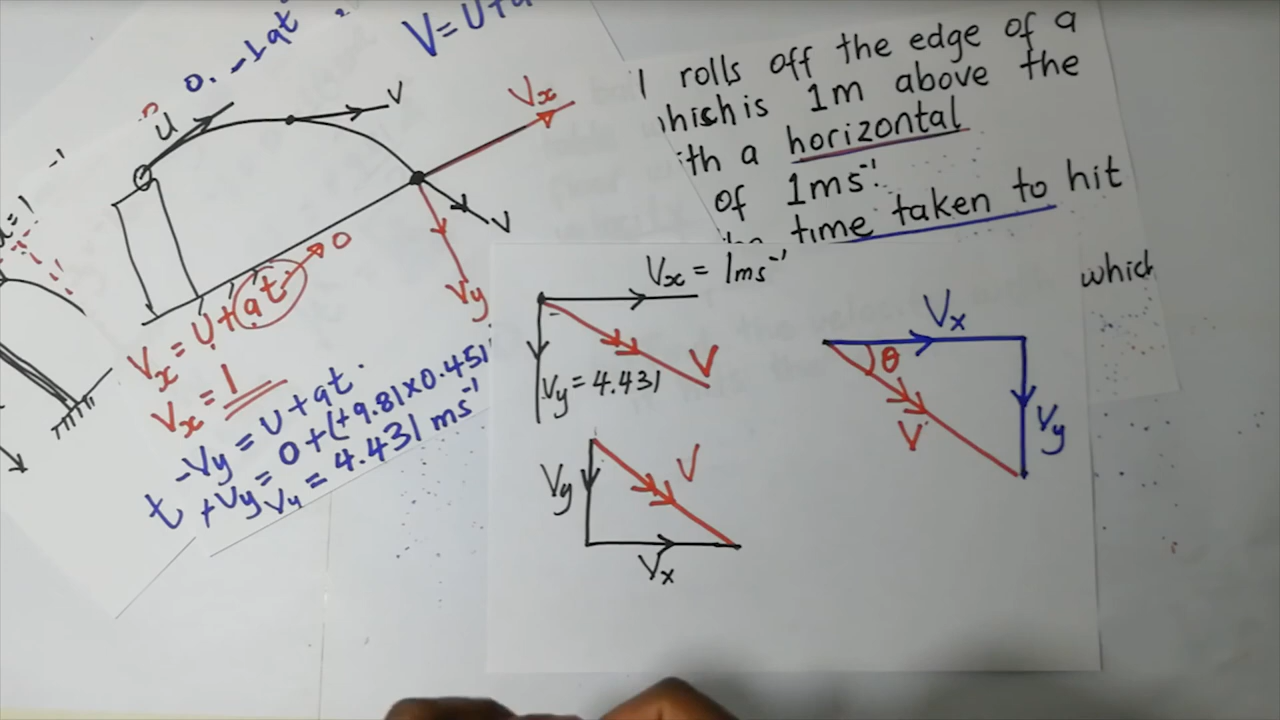 V=U+a
0. -1gt²
u
V
Vx
V
Vy
0
Vx = U+at
Vx = 1
-Vy = U+at.
+Vy = 0+(+9.81×0.451
Vy = 4.431 ms⁻¹
t
rolls off the edge of a
which is 1m above the
th a horizontal
of 1ms⁻¹.
time taken to hit
which
Vx = 1ms⁻¹
V
Vy = 4.431
Vy
V
Vx
Vx
θ
V
Vy